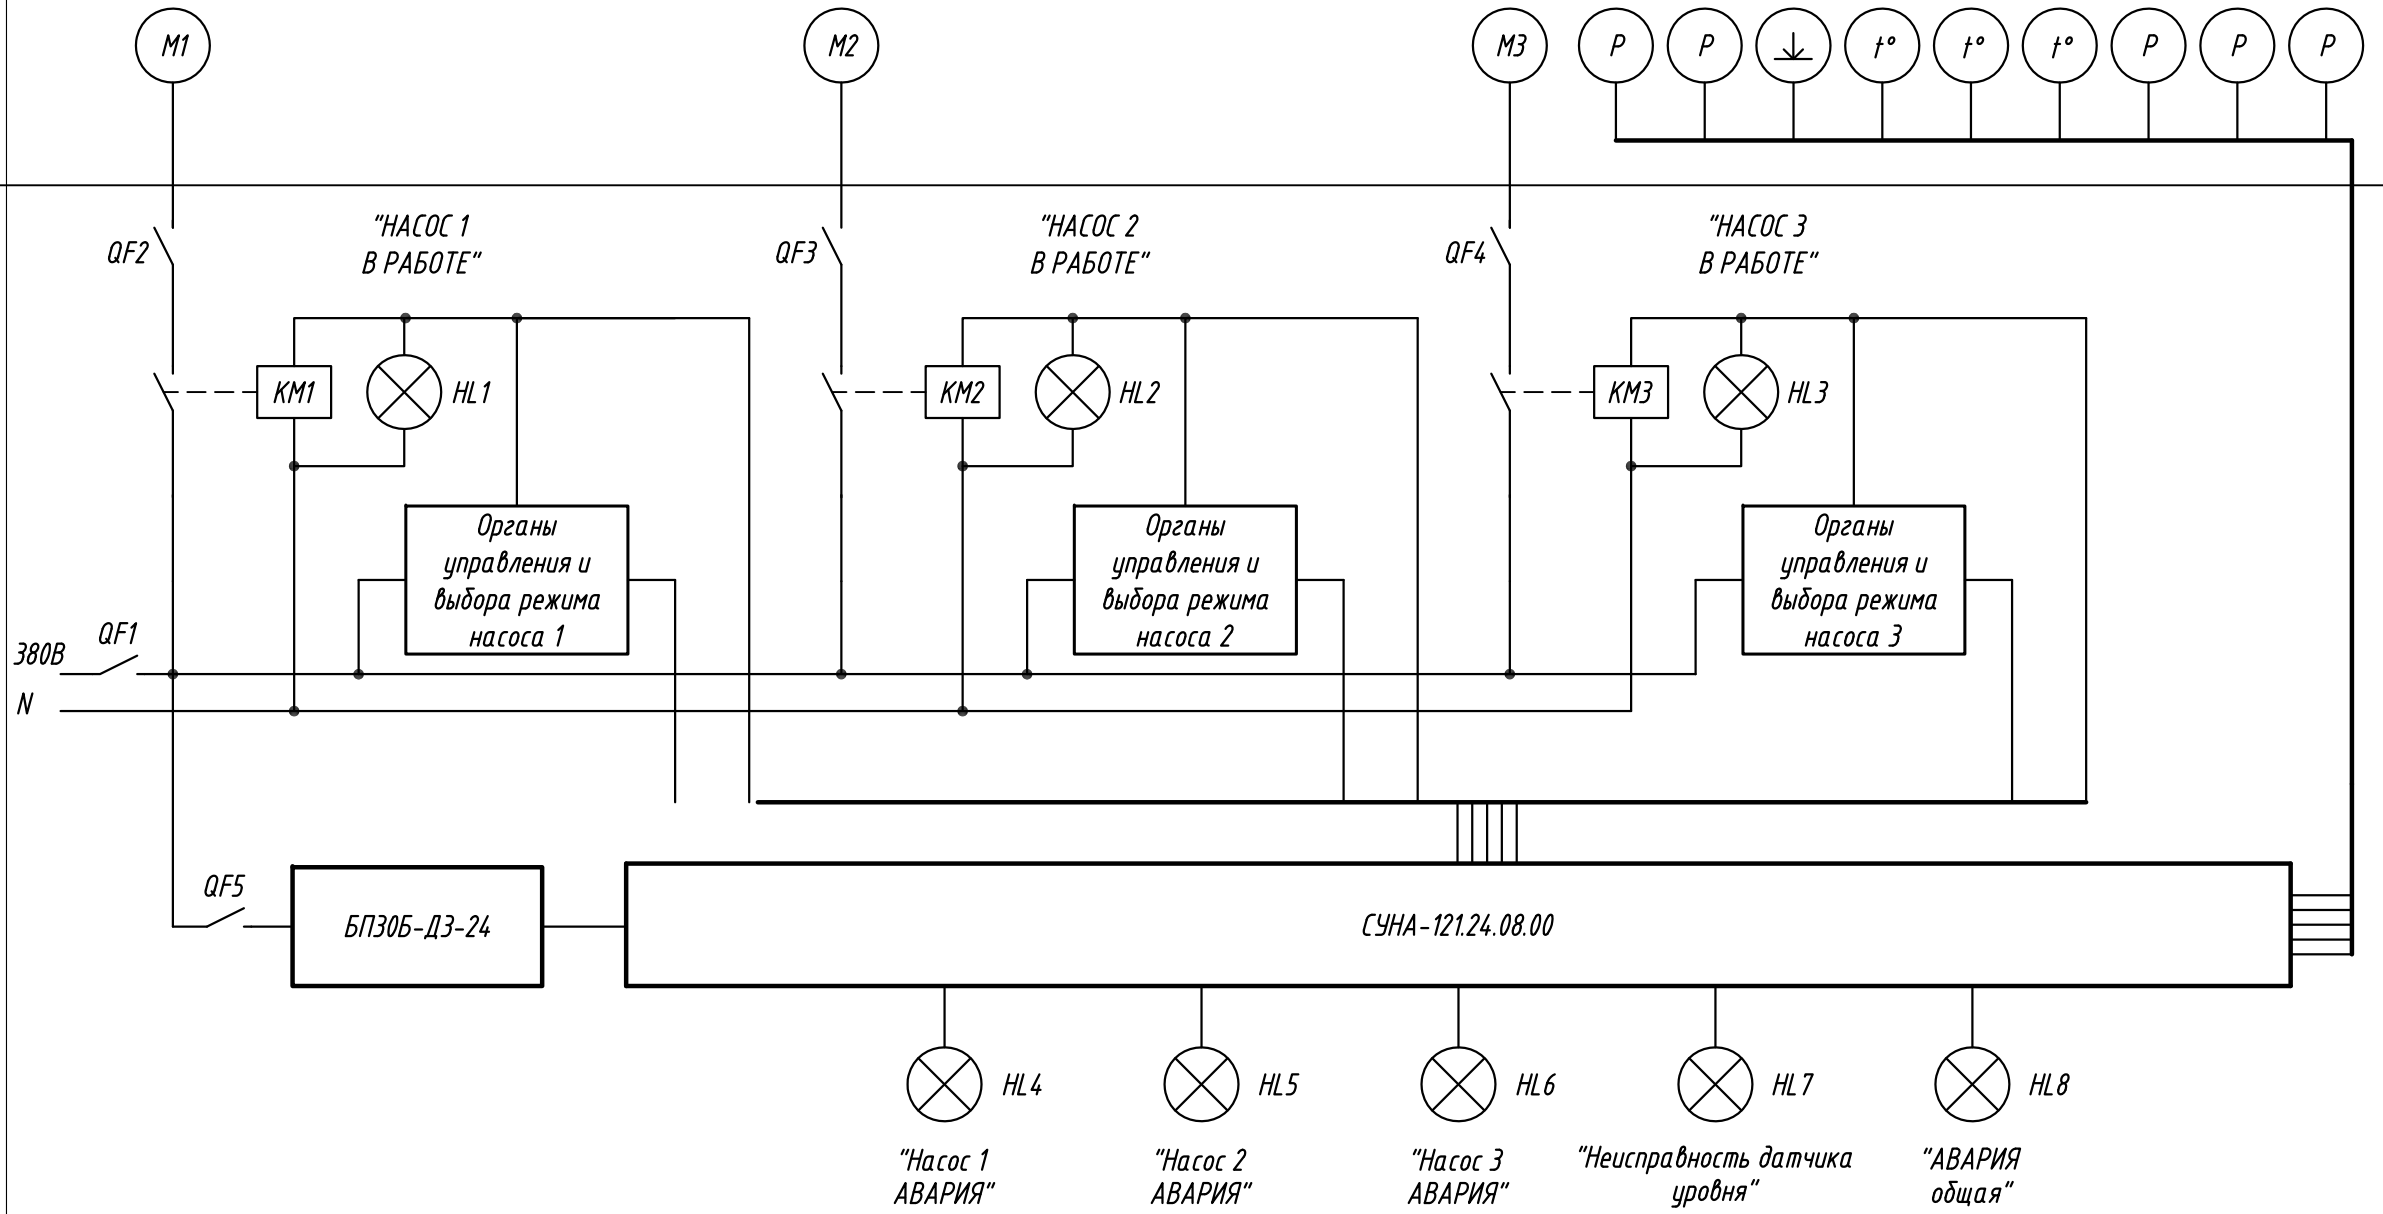 М1
М2
М3
Р
Р
t°
t°
t°
Р
Р
Р
QF2
"НАСОС 1
В РАБОТЕ"
QF3
"НАСОС 2
В РАБОТЕ"
QF4
"НАСОС 3
В РАБОТЕ"
КМ1
HL1
КМ2
HL2
КМ3
HL3
Органы
управления и
выбора режима
насоса 1
Органы
управления и
выбора режима
насоса 2
Органы
управления и
выбора режима
насоса 3
QF1
380В
N
QF5
БП30Б-Д3-24
СУНА-121.24.08.00
HL4
HL5
HL6
HL7
HL8
"Насос 1
АВАРИЯ"
"Насос 2
АВАРИЯ"
"Насос 3
АВАРИЯ"
"Неисправность датчика
уровня"
"АВАРИЯ
общая"